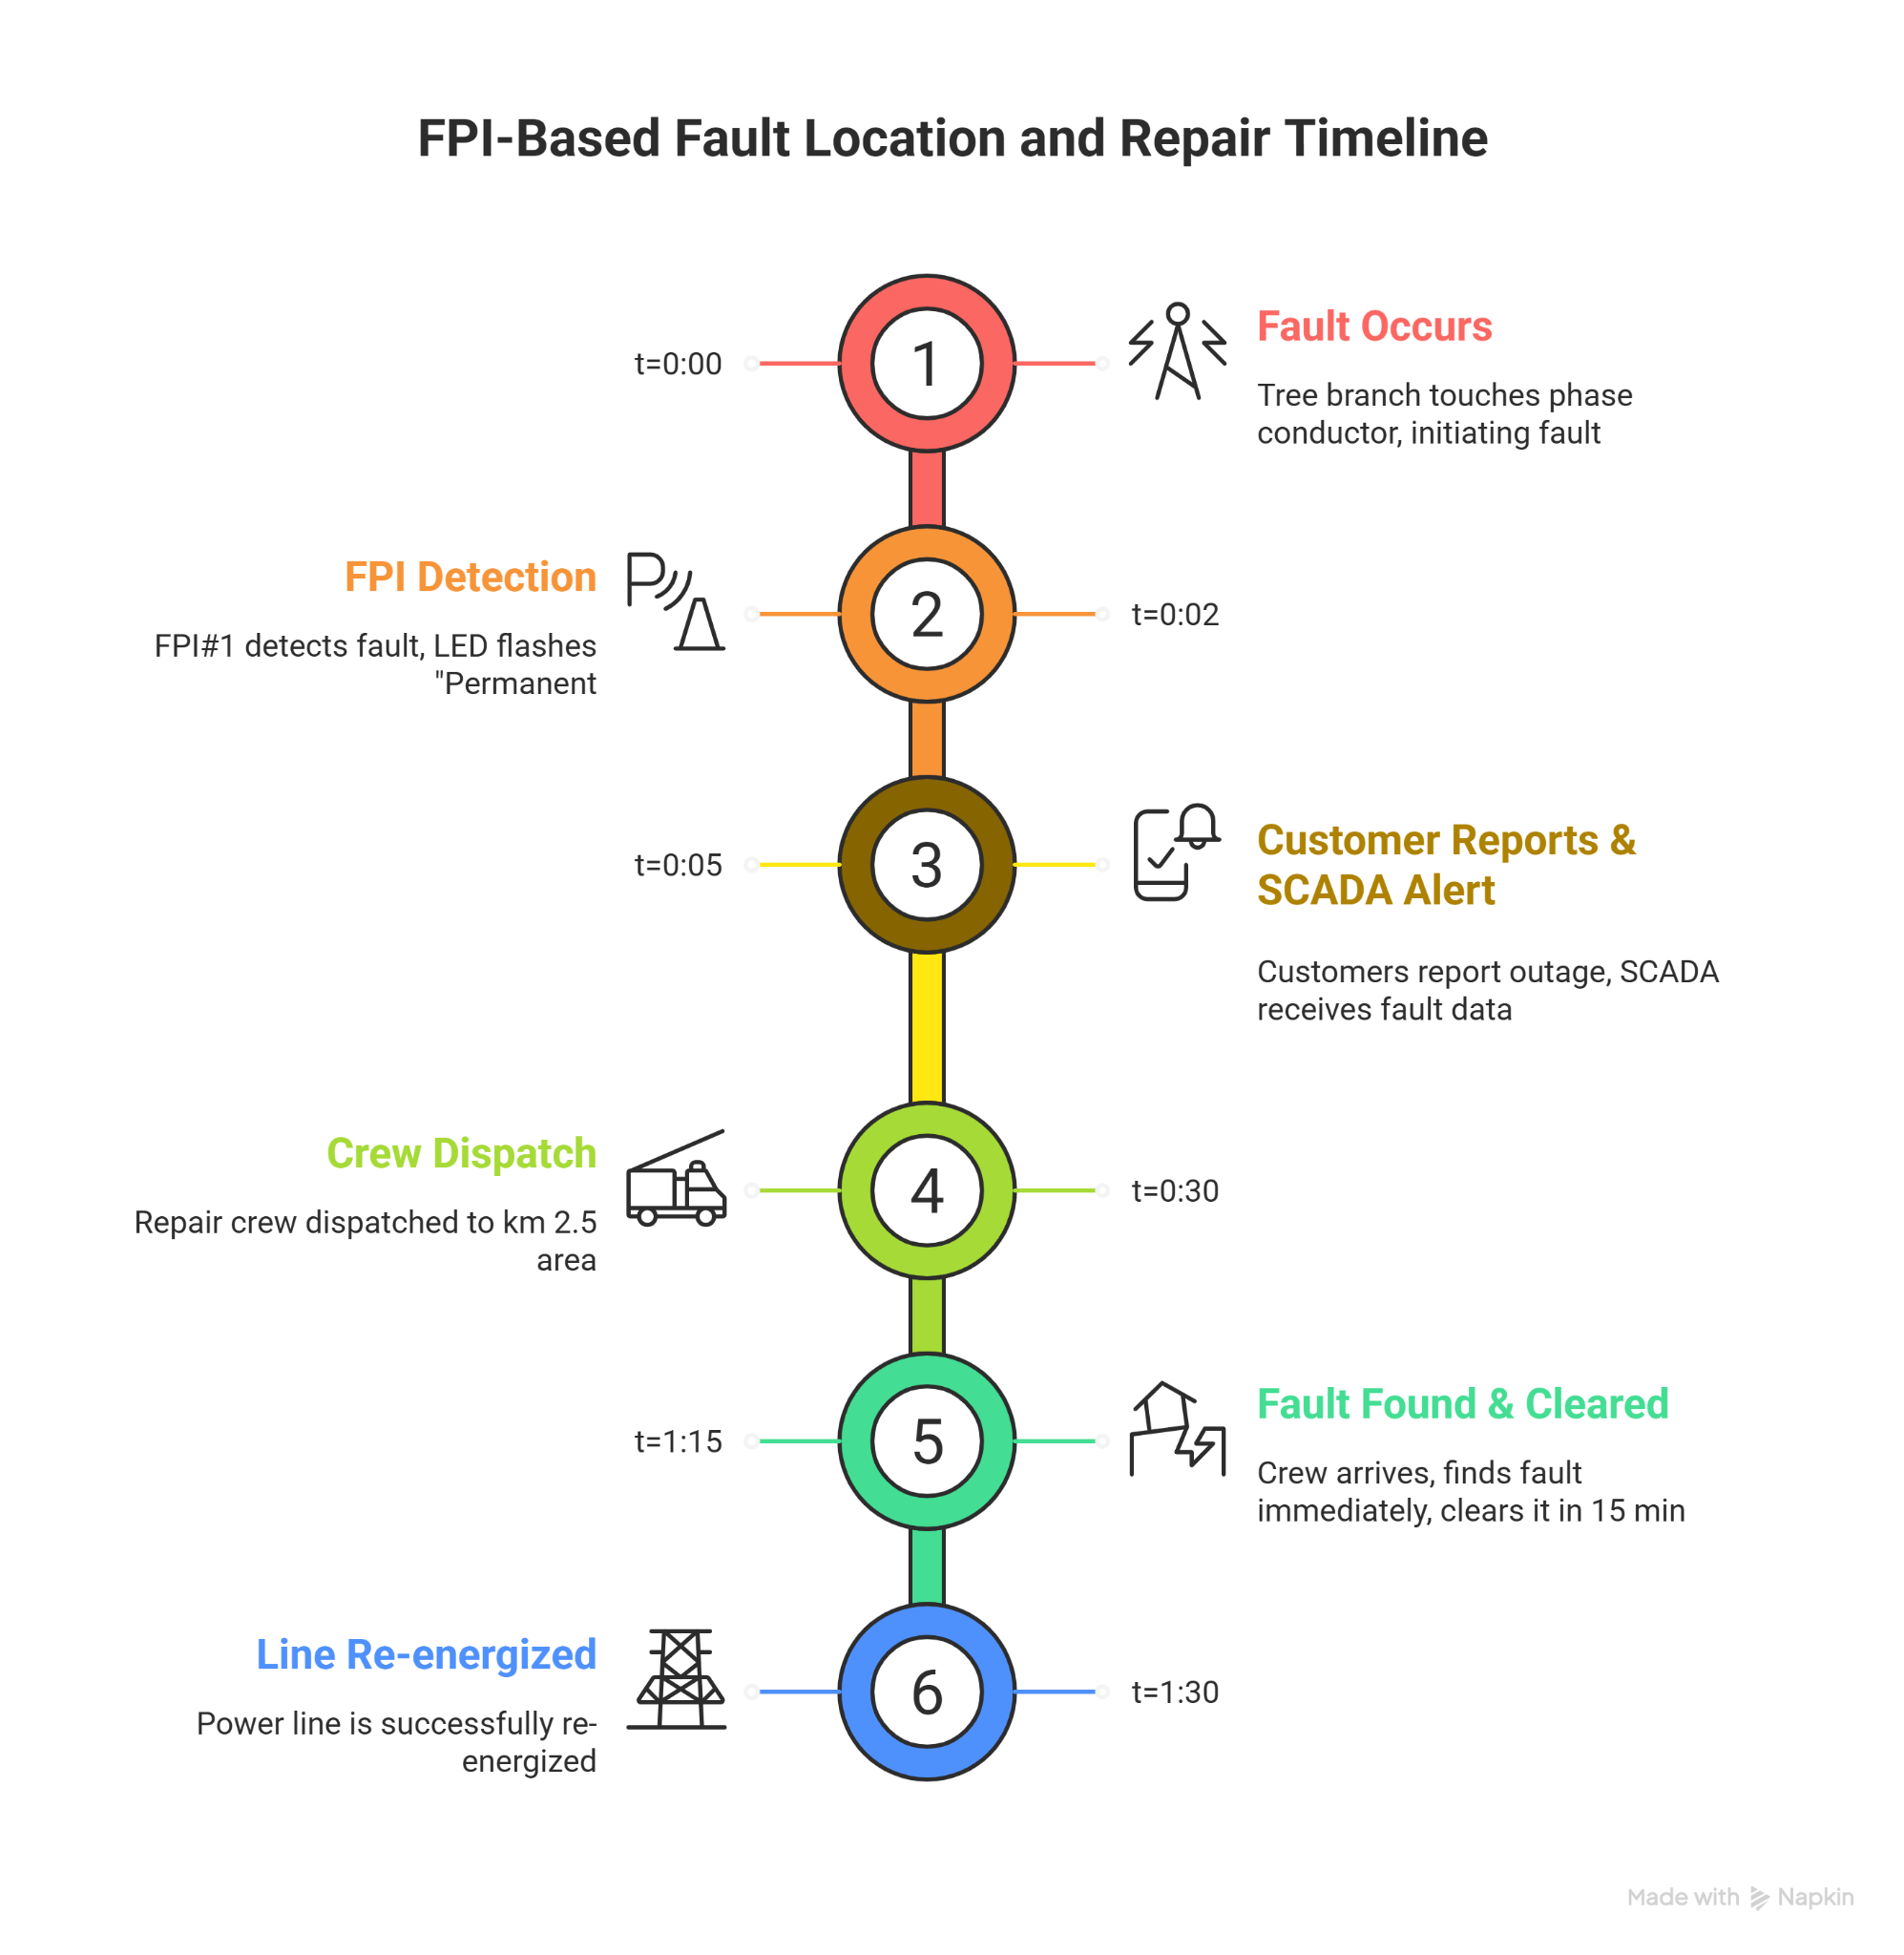 FPI-Based Fault Location and Repair Timeline
t=0:00
1
Fault Occurs
Tree branch touches phase
conductor, initiating fault
FPI Detection
FPI#1 detects fault, LED flashes
"Permanent
2
t=0:02
t=0:05
3
Customer Reports &
SCADA Alert
Customers report outage, SCADA
receives fault data
Crew Dispatch
Repair crew dispatched to km 2.5
area
4
t=0:30
t=1:15
5
Fault Found & Cleared
Crew arrives, finds fault
immediately, clears it in 15 min
Line Re-energized
Power line is successfully re-
energized
6
t=1:30
Made with Napkin